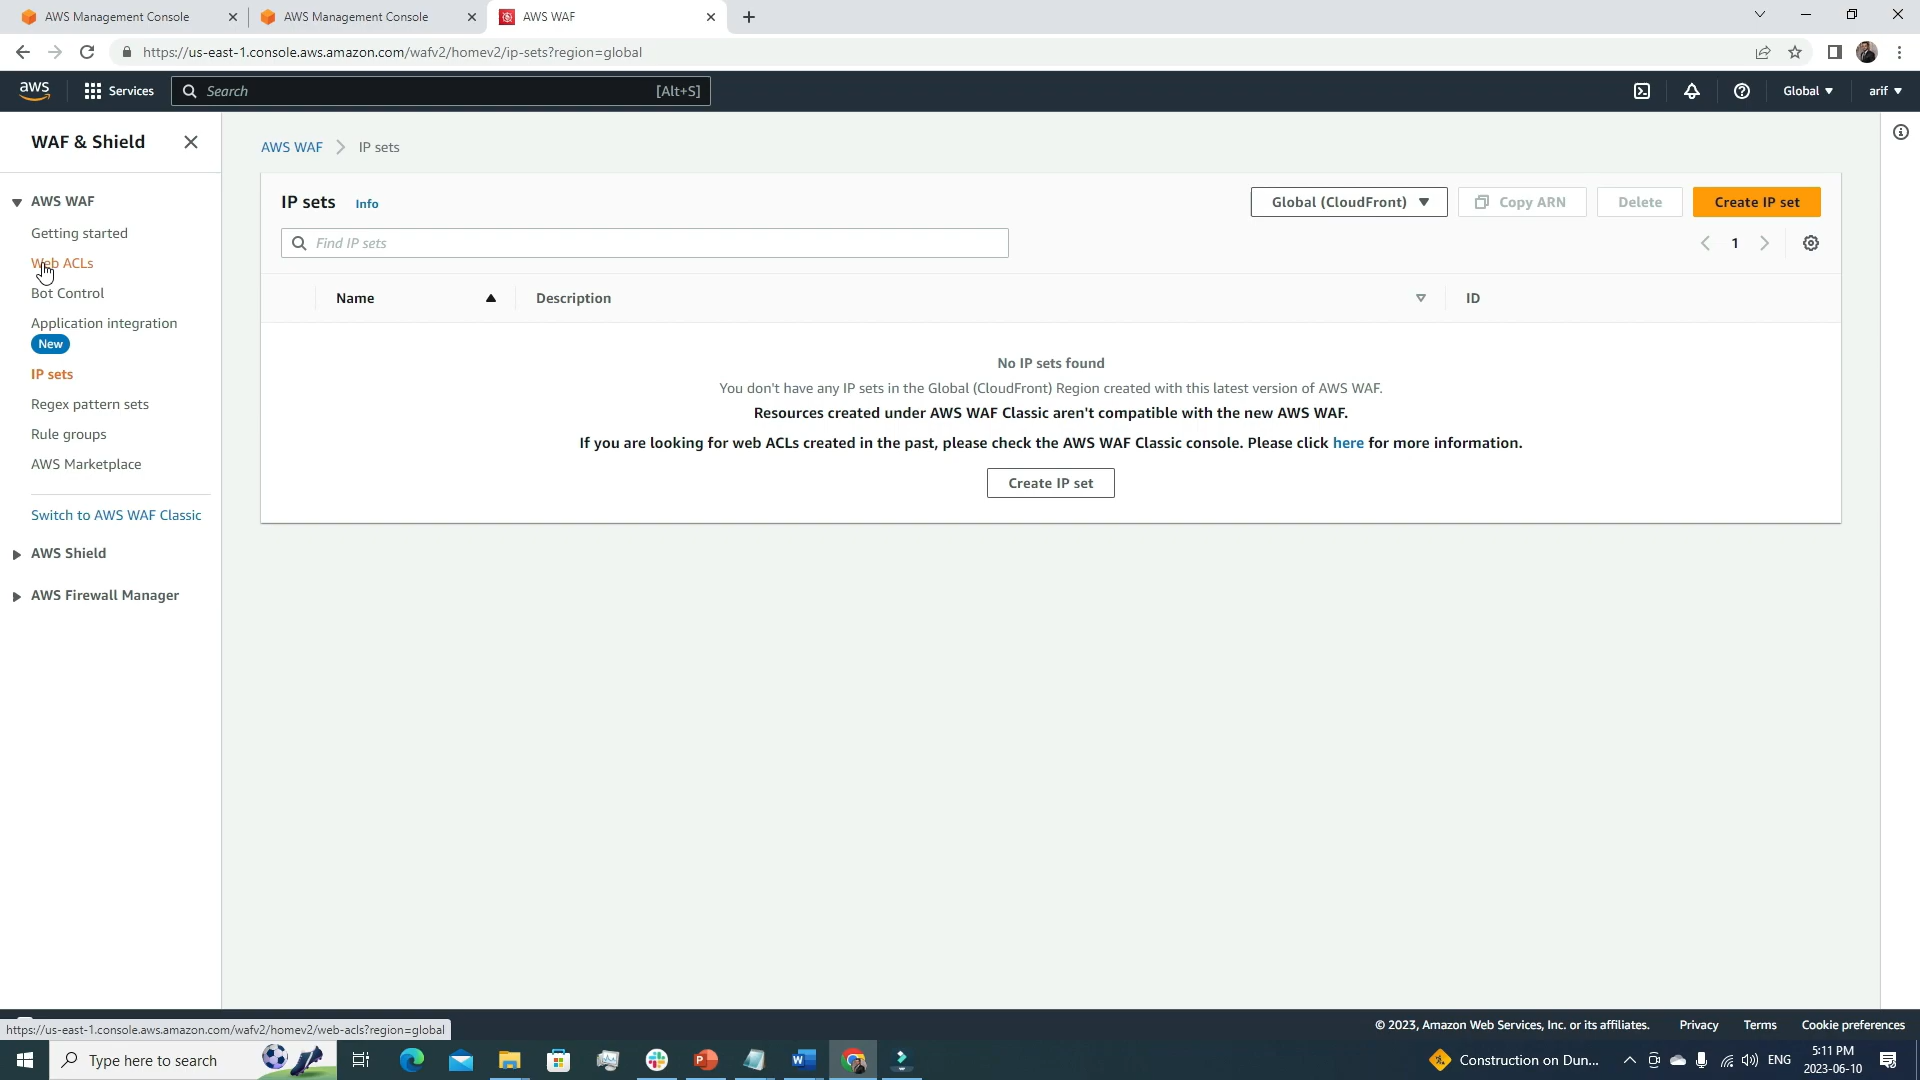 AWS Management Console
AWS Management Console
AWS WAF
https://us-east-1.console.aws.amazon.com/wafv2/homev2/ip-sets?region=global
aws
Services
Search
[Alt+S]
Global
arif
WAF & Shield
AWS WAF
Getting started
Web ACLs
Bot Control
Application integration
New
IP sets
Regex pattern sets
Rule groups
AWS Marketplace
Switch to AWS WAF Classic
AWS Shield
AWS Firewall Manager
AWS WAF > IP sets
IP sets Info
Global (CloudFront)
Copy ARN
Delete
Create IP set
Find IP sets
1
Name
Description
ID
No IP sets found
You don't have any IP sets in the Global (CloudFront) Region created with this latest version of AWS WAF.
Resources created under AWS WAF Classic aren't compatible with the new AWS WAF.
If you are looking for web ACLs created in the past, please check the AWS WAF Classic console. Please click here for more information.
Create IP set
https://us-east-1.console.aws.amazon.com/wafv2/homev2/web-acls?region=global
© 2023, Amazon Web Services, Inc. or its affiliates.
Privacy
Terms
Cookie preferences
Type here to search
Construction on Dun...
ENG
5:11 PM
2023-06-10